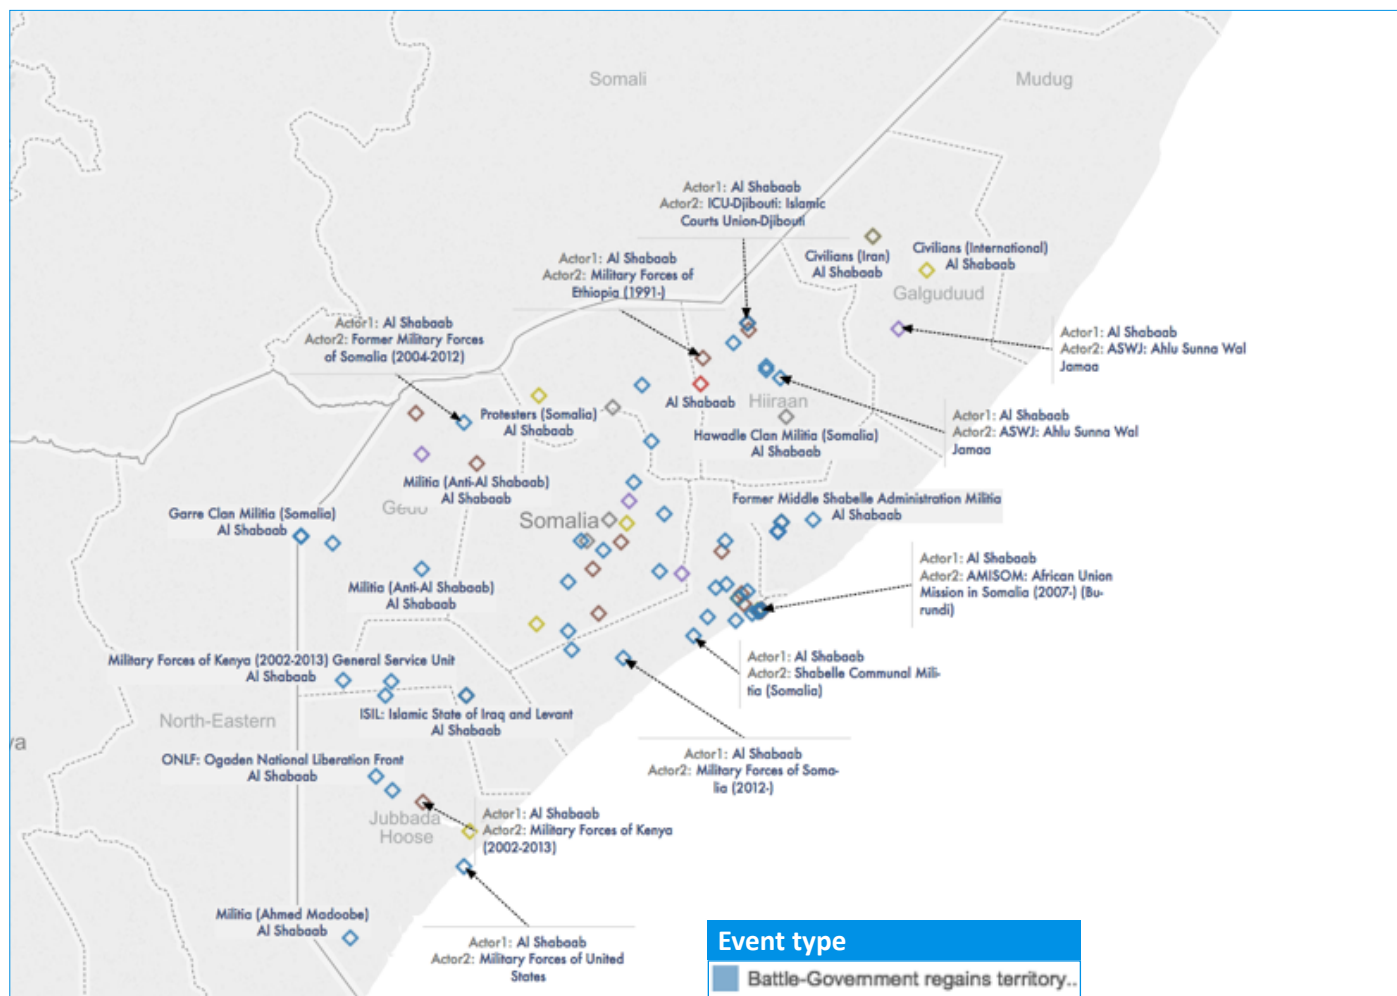 Somali
Mudug
Actor1: Al Shabaab
Actor2: ICU-Djibouti: Islamic
Courts Union-Djibouti
Civilians (Iran)
Al Shabaab
Civilians (International)
Al Shabaab
Galguduud
Actor1: Al Shabaab
Actor2: Military Forces of
Ethiopia (1991-)
Actor1: Al Shabaab
Actor2: Former Military Forces
of Somalia (2004-2012)
Actor1: Al Shabaab
Actor2: ASWJ: Ahlu Sunna Wal
Jamaa
Al Shabaab
Hiiraan
Protesters (Somalia)
Al Shabaab
Hawadle Clan Militia (Somalia)
Al Shabaab
Actor1: Al Shabaab
Actor2: ASWJ: Ahlu Sunna Wal
Jamaa
Militia (Anti-Al Shabaab)
Al Shabaab
Gedo
Former Middle Shabelle Administration Militia
Al Shabaab
Garre Clan Militia (Somalia)
Al Shabaab
Somalia
Actor1: Al Shabaab
Actor2: AMISOM: African Union
Mission in Somalia (2007-) (Bu-
rundi)
Militia (Anti-Al Shabaab)
Al Shabaab
Military Forces of Kenya (2002-2013) General Service Unit
Al Shabaab
Actor1: Al Shabaab
Actor2: Shabelle Communal Mili-
tia (Somalia)
North-Eastern
ISIL: Islamic State of Iraq and Levant
Al Shabaab
ya
ONLF: Ogaden National Liberation Front
Al Shabaab
Actor1: Al Shabaab
Actor2: Military Forces of Soma-
lia (2012-)
Jubbada
Hoose
Actor1: Al Shabaab
Actor2: Military Forces of Kenya
(2002-2013)
Militia (Ahmed Madoobe)
Al Shabaab
Actor1: Al Shabaab
Actor2: Military Forces of United
States
Event type
Battle-Government regains territory..